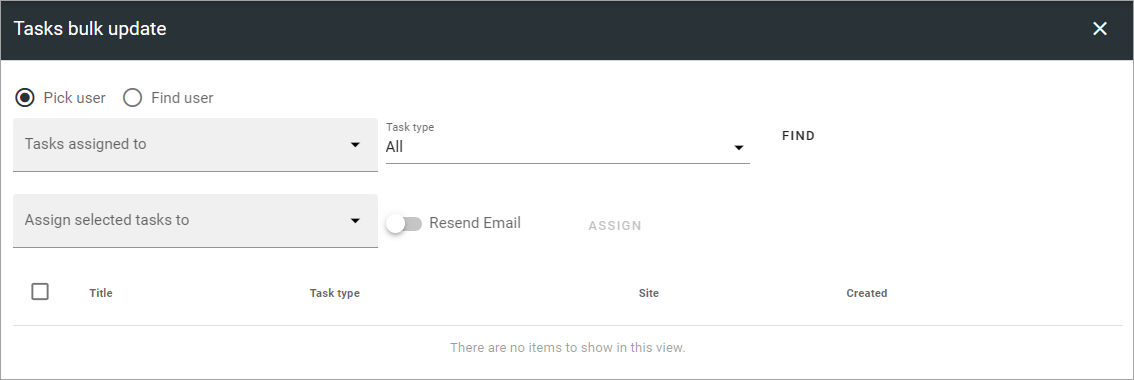 Tasks bulk update
Pick user Find user
Tasks assigned to
Task type
All
FIND
Assign selected tasks to
Resend Email
ASSIGN
Title Task type Site Created
There are no items to show in this view.